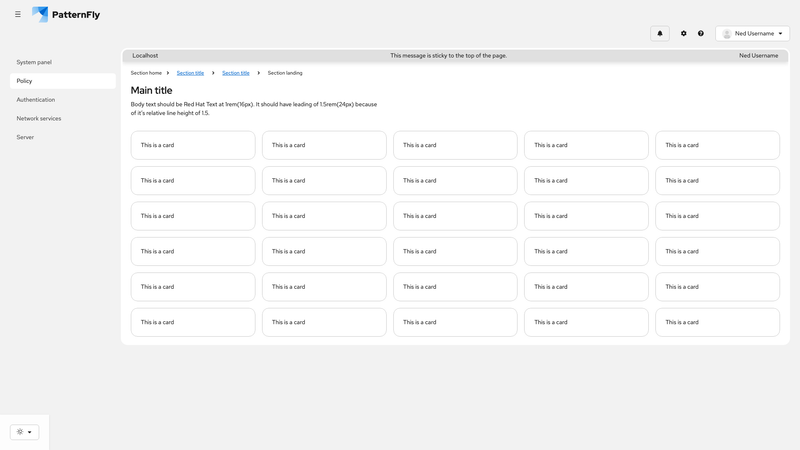 PatternFly
Ned Username
System panel
Policy
Authentication
Network services
Server
Localhost This message is sticky to the top of the page. Ned Username
Section home Section title Section title Section landing
Main title
Body text should be Red Hat Text at 1rem(16px). It should have leading of 1.5rem(24px) because
of it's relative line height of 1.5.
This is a card This is a card This is a card This is a card This is a card
This is a card This is a card This is a card This is a card This is a card
This is a card This is a card This is a card This is a card This is a card
This is a card This is a card This is a card This is a card This is a card
This is a card This is a card This is a card This is a card This is a card
This is a card This is a card This is a card This is a card This is a card